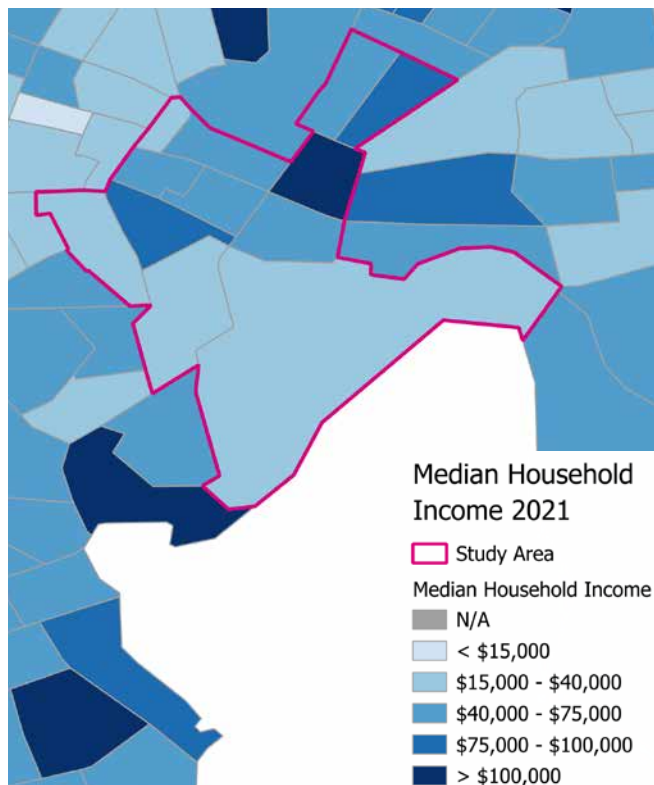 Median Household
Income 2021
Study Area
Median Household Income
N/A
< $15,000
$15,000 - $40,000
$40,000 - $75,000
$75,000 - $100,000
> $100,000